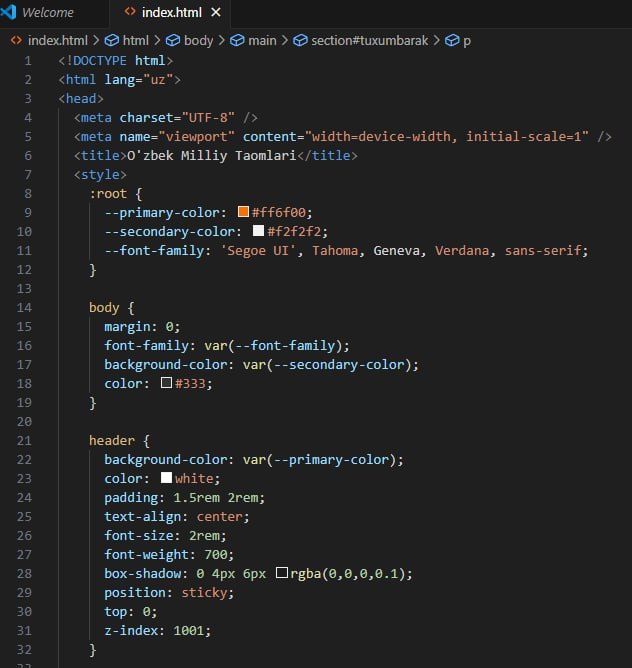 Welcome
index.html
index.html > html > body > main > section#tuxumbarak > p
1 <!DOCTYPE html>
2 <html lang="uz">
3 <head>
4 <meta charset="UTF-8" />
5 <meta name="viewport" content="width=device-width, initial-scale=1" />
6 <title>O'zbek Milliy Taomlari</title>
7 <style>
8 :root {
9 --primary-color: #ff6f00;
10 --secondary-color: #f2f2f2;
11 --font-family: 'Segoe UI', Tahoma, Geneva, Verdana, sans-serif;
12 }
13
14 body {
15 margin: 0;
16 font-family: var(--font-family);
17 background-color: var(--secondary-color);
18 color: #333;
19 }
20
21 header {
22 background-color: var(--primary-color);
23 color: white;
24 padding: 1.5rem 2rem;
25 text-align: center;
26 font-size: 2rem;
27 font-weight: 700;
28 box-shadow: 0 4px 6px rgba(0,0,0,0.1);
29 position: sticky;
30 top: 0;
31 z-index: 1001;
32 }
33